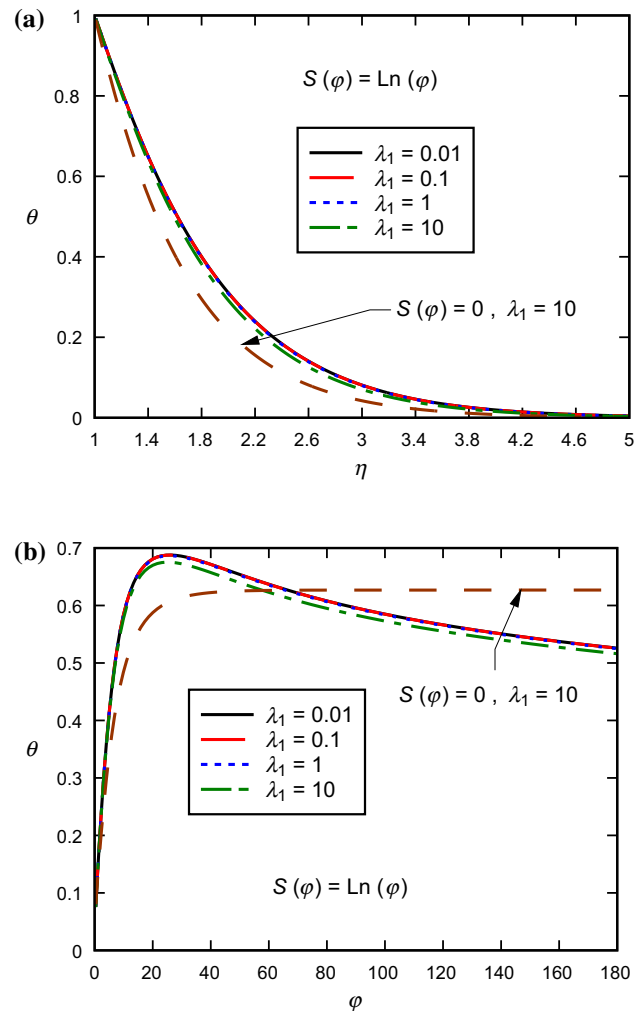 (a)
1
0.8
0.6
0.4
0.2
0
θ
S (φ) = Ln (φ)
λ1 = 0.01
λ1 = 0.1
λ1 = 1
λ1 = 10
S (φ) = 0 , λ1 = 10
1 1.4 1.8 2.2 2.6 3 3.4 3.8 4.2 4.6 5
η
(b)
0.7
0.6
0.5
0.4
0.3
0.2
0.1
0
θ
S (φ) = 0 , λ1 = 10
λ1 = 0.01
λ1 = 0.1
λ1 = 1
λ1 = 10
S (φ) = Ln (φ)
0 20 40 60 80 100 120 140 160 180
φ